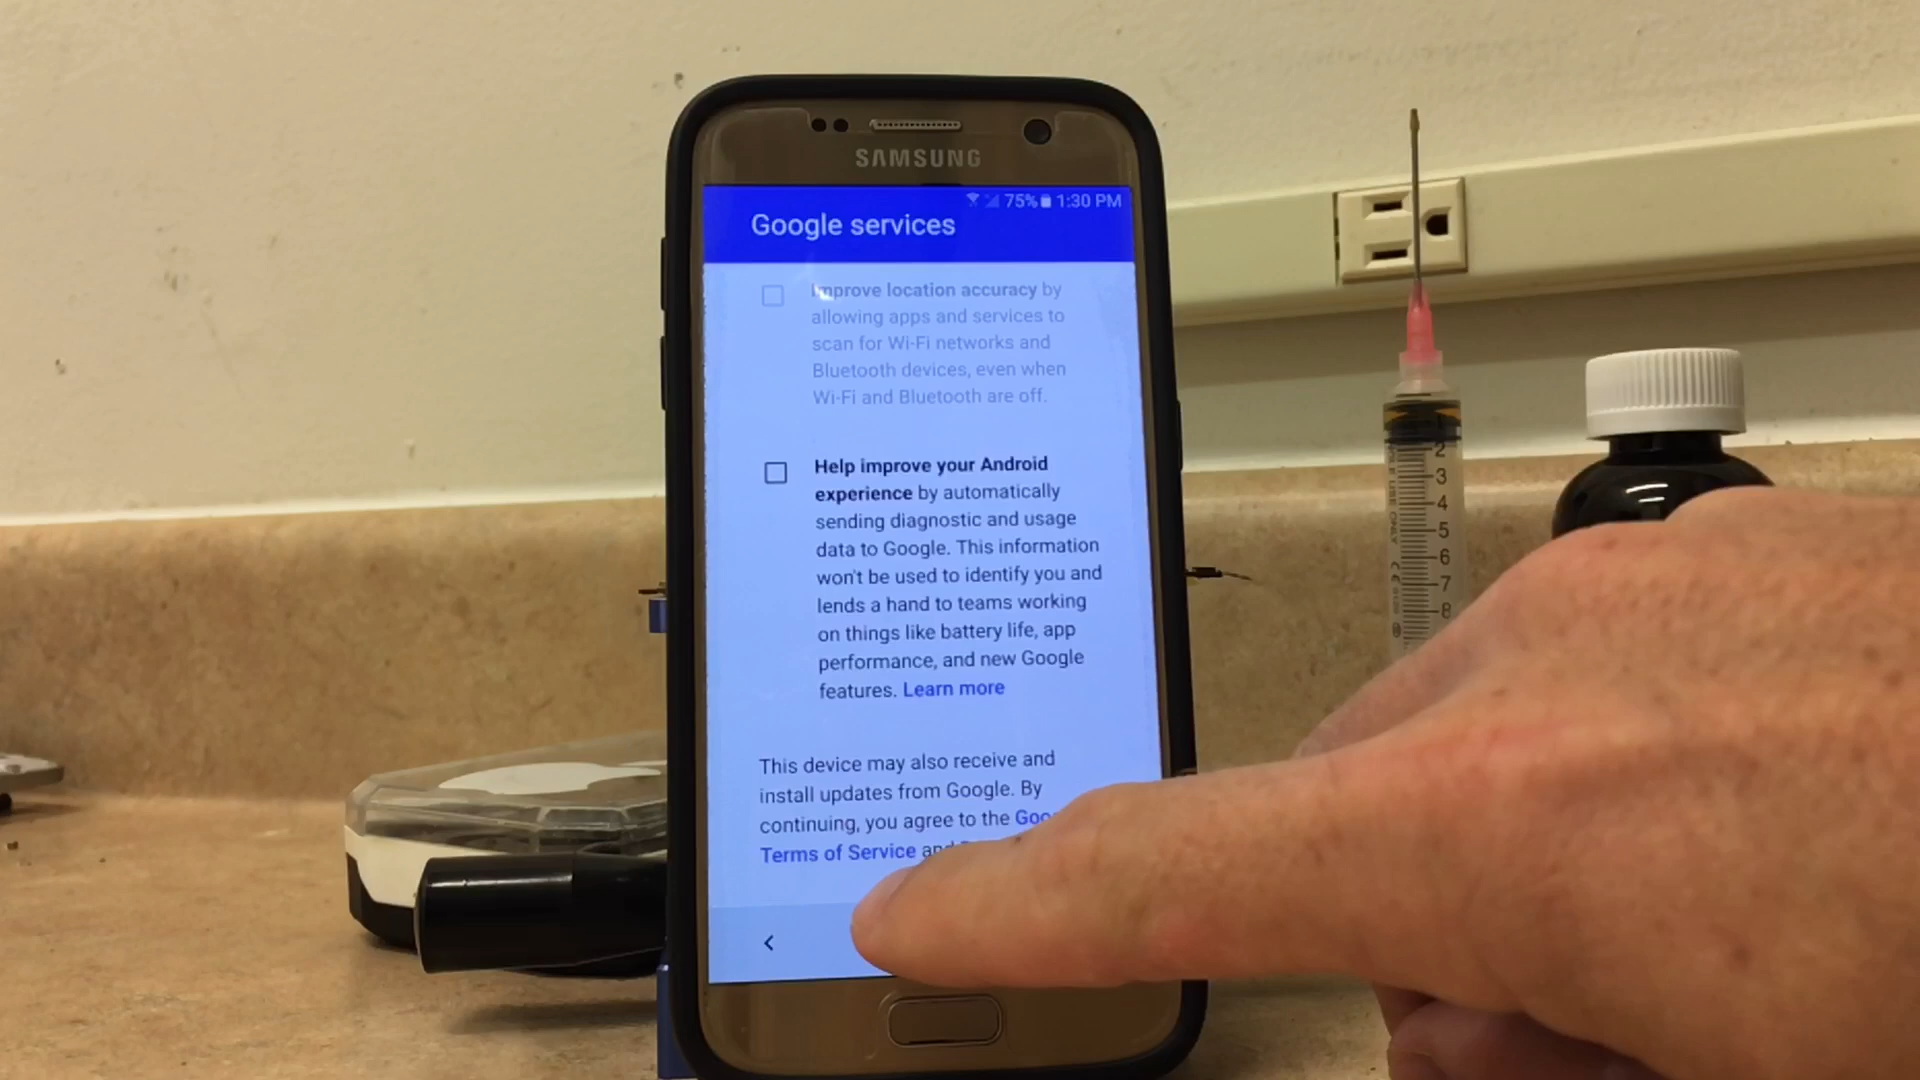 SAMSUNG
75% 1:30 PM
Google services
Improve location accuracy by
allowing apps and services to
scan for Wi-Fi networks and
Bluetooth devices, even when
Wi-Fi and Bluetooth are off.
Help improve your Android
experience by automatically
sending diagnostic and usage
data to Google. This information
won't be used to identify you and
lends a hand to teams working
on things like battery life, app
performance, and new Google
features. Learn more
This device may also receive and
install updates from Google. By
continuing, you agree to the
Terms of Service
2
3
4
5
6
7
8
USE ONLY